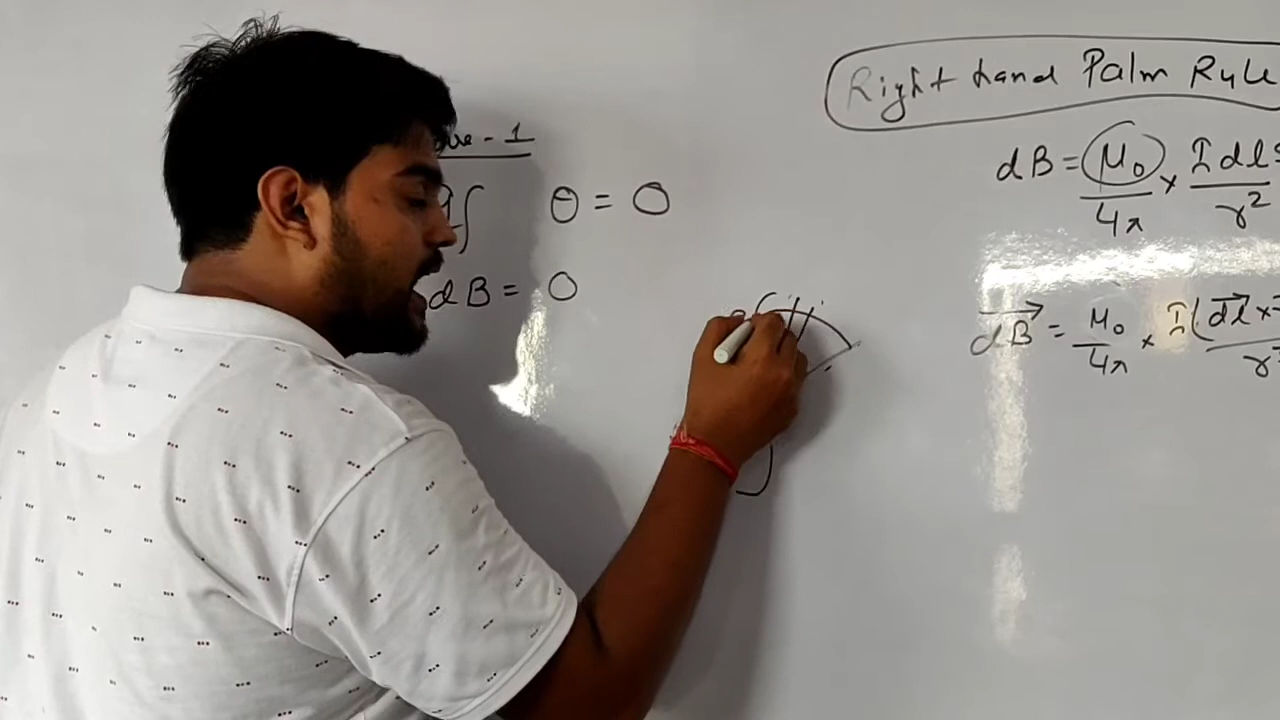 Right hand Palm Rule
- 1
θ = 0
dB = 0
dB = μ₀/4π × Idl/r²
dB⃗ = μ₀/4π × I(dl⃗ ×